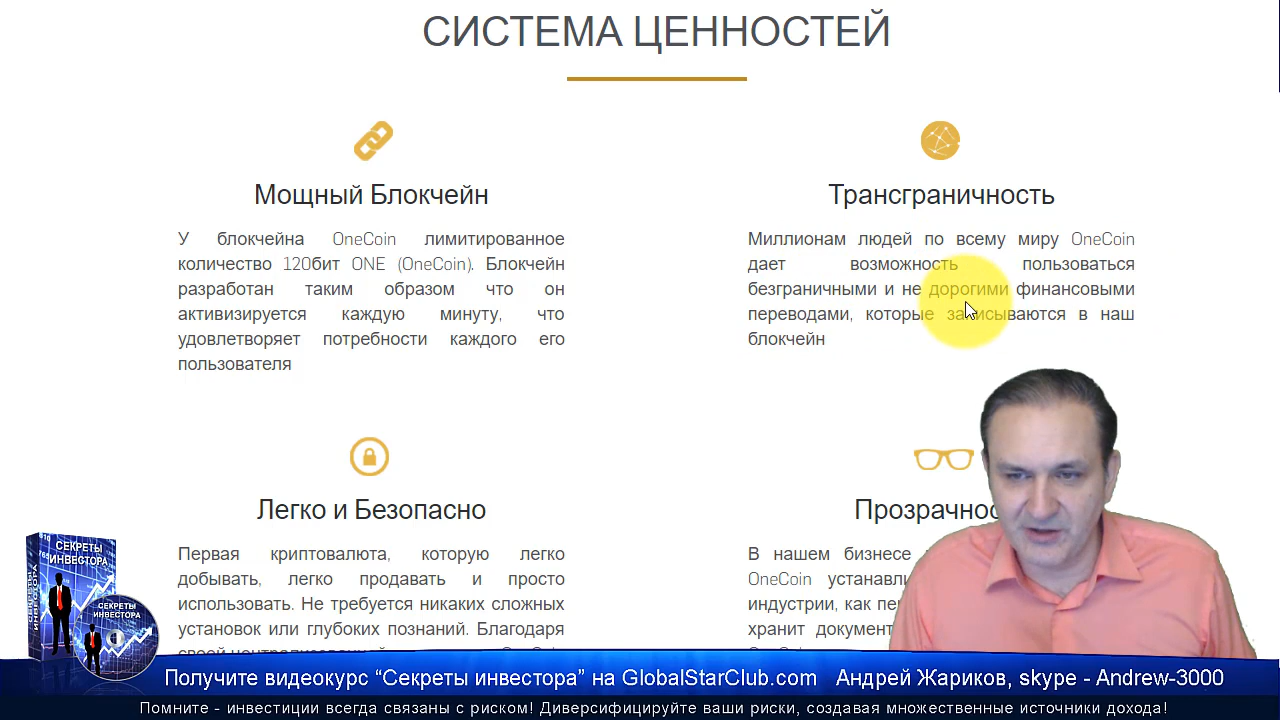 СИСТЕМА ЦЕННОСТЕЙ
Мощный Блокчейн
У блокчейна OneCoin лимитированное
количество 120бит ONE (OneCoin). Блокчейн
разработан таким образом что он
активизируется каждую минуту, что
удовлетворяет потребности каждого его
пользователя
Трансграничность
Миллионам людей по всему миру OneCoin
дает возможность пользоваться
безграничными и не дорогими финансовыми
переводами, которые записываются в наш
блокчейн
Легко и Безопасно
Первая криптовалюта, которую легко
добывать, легко продавать и просто
использовать. Не требуется никаких сложных
установок или глубоких познаний. Благодаря
В нашем бизнесе
OneCoin
индустрии, как
хранит
СЕКРЕТЫ
ИНВЕСТОРА
СЕКРЕТЫ
ИНВЕСТОРА
Получите видеокурс “Секреты инвестора” на GlobalStarClub.com Андрей Жариков, skype - Andrew-3000
Помните - инвестиции всегда связаны с риском! Диверсифицируйте ваши риски, создавая множественные источники дохода!